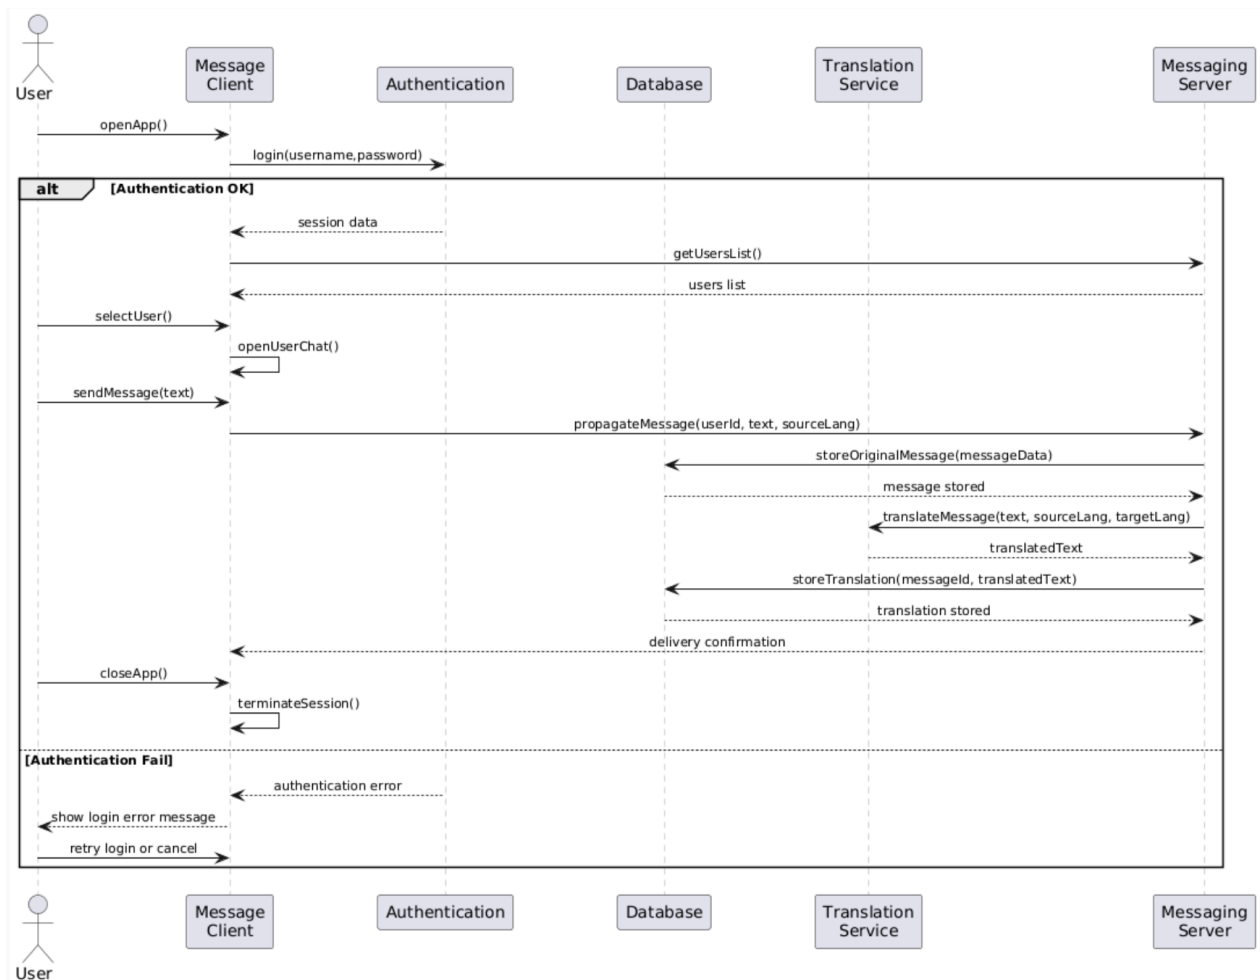 User
Message
Client
Authentication
Database
Translation
Service
Messaging
Server
openApp()
login(username,password)
alt
[Authentication OK]
session data
getUsersList()
users list
selectUser()
openUserChat()
sendMessage(text)
propagateMessage(userId, text, sourceLang)
storeOriginalMessage(messageData)
message stored
translateMessage(text, sourceLang, targetLang)
translatedText
storeTranslation(messageId, translatedText)
translation stored
delivery confirmation
closeApp()
terminateSession()
[Authentication Fail]
authentication error
show login error message
retry login or cancel
Message
Client
Authentication
Database
Translation
Service
Messaging
Server
User